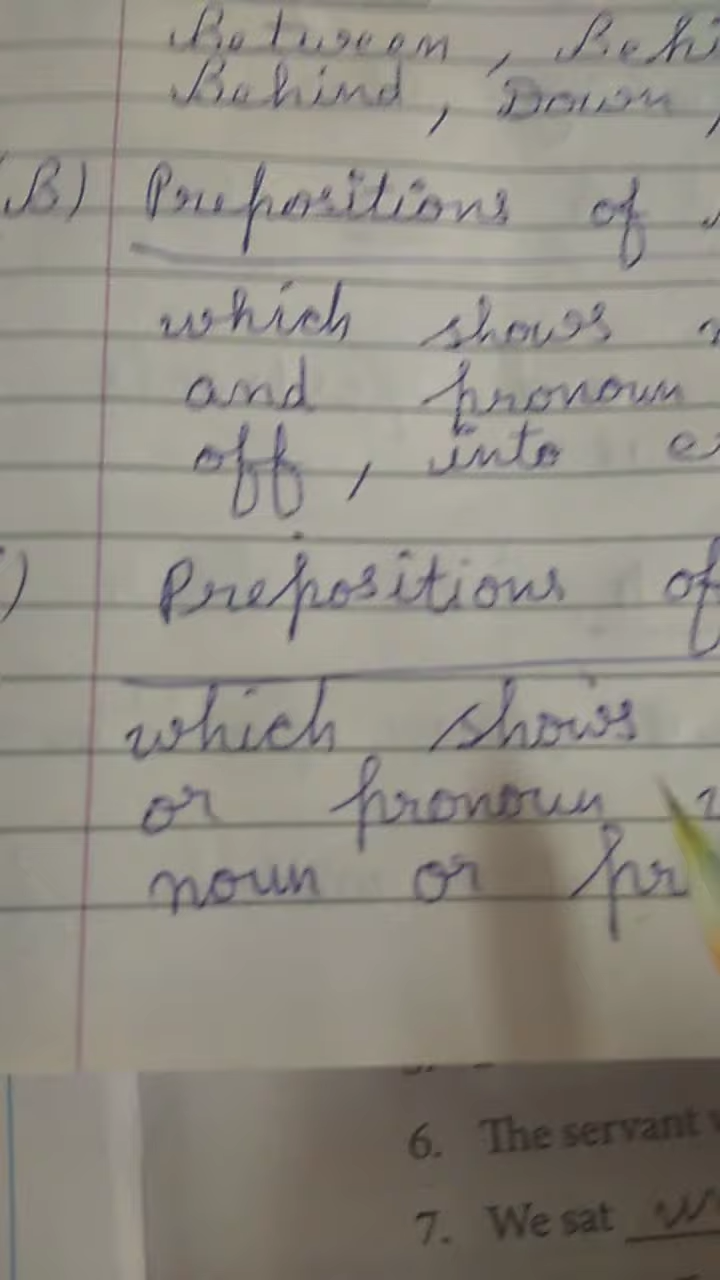 Between , Behi
Behind , Down ,
(B) Prepositions of
which shows
and pronoun
off , into e
) Prepositions of
which shows
or pronoun
noun or pr
6. The servant
7. We sat